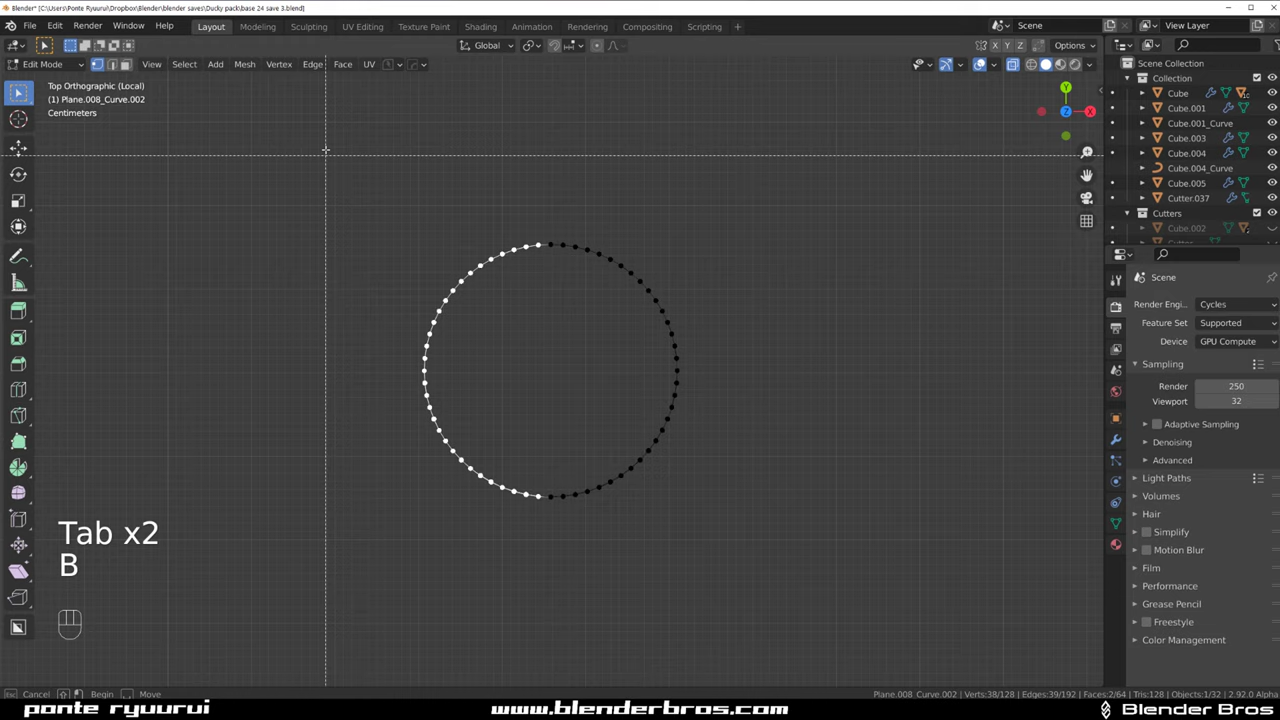 Blender* [C:\Users\Ponte Ryuurui\Dropbox\Blender\blender saves\Ducky pack\base 24 save 3.blend]
File Edit Render Window Help Layout Modeling Sculpting UV Editing Texture Paint Shading Animation Rendering Compositing Scripting Scene View Layer
Global X Y Z Options
Edit Mode View Select Add Mesh Vertex Edge Face UV
Top Orthographic (Local)
(1) Plane.008_Curve.002
Centimeters
Y
Z X
Scene Collection
Collection
Cube
Cube.001
Cube.001_Curve
Cube.003
Cube.004
Cube.004_Curve
Cube.005
Cutter.037
Cutters
Cube.002
Scene
Render Engi... Cycles
Feature Set Supported
Device GPU Compute
Sampling
Render 250
Viewport 32
Adaptive Sampling
Denoising
Advanced
Light Paths
Volumes
Hair
Simplify
Motion Blur
Film
Performance
Grease Pencil
Freestyle
Color Management
Tab x2
B
Cancel Begin Move Plane.008_Curve.002 | Verts:38/128 | Edges:39/192 | Faces:2/64 | Tris:128 | Objects:1/32 | 2.92.0 Alpha
ponte ryuurui www.blenderbros.com Blender Bros